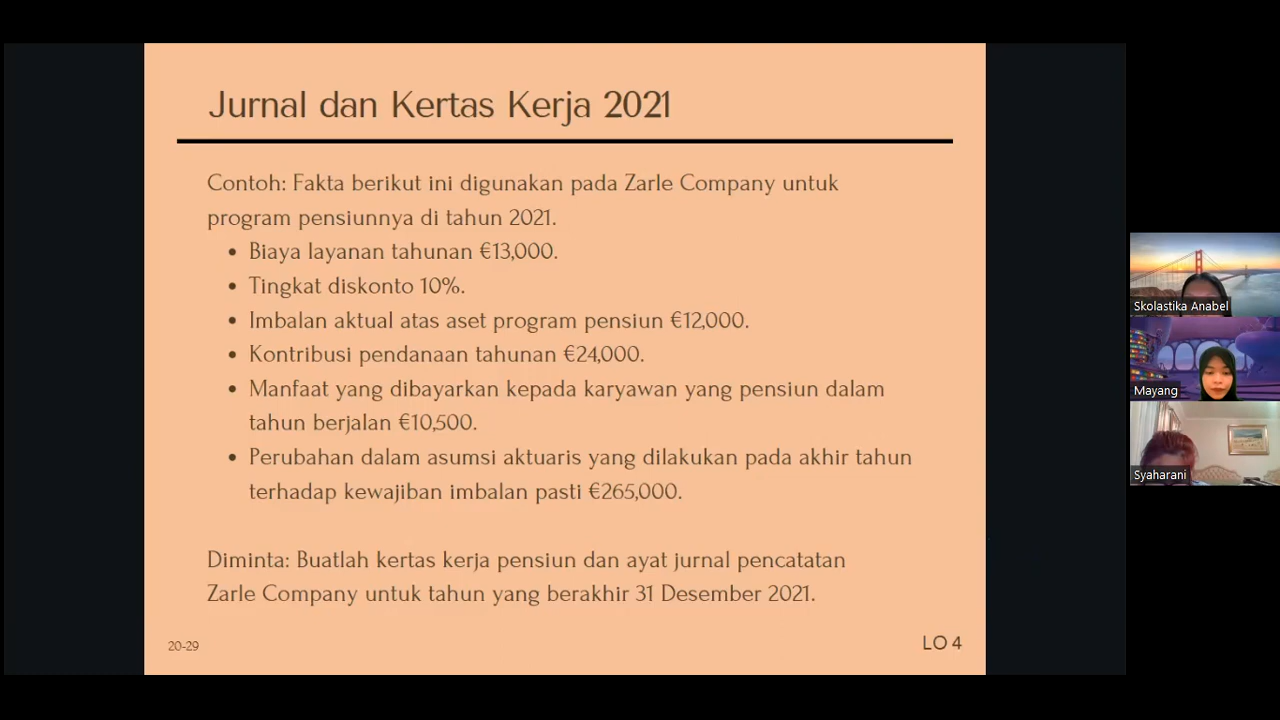 Jurnal dan Kertas Kerja 2021
Contoh: Fakta berikut ini digunakan pada Zarle Company untuk
program pensiunnya di tahun 2021.
• Biaya layanan tahunan €13,000.
• Tingkat diskonto 10%.
• Imbalan aktual atas aset program pensiun €12,000.
• Kontribusi pendanaan tahunan €24,000.
• Manfaat yang dibayarkan kepada karyawan yang pensiun dalam
tahun berjalan €10,500.
• Perubahan dalam asumsi aktuaris yang dilakukan pada akhir tahun
terhadap kewajiban imbalan pasti €265,000.
Diminta: Buatlah kertas kerja pensiun dan ayat jurnal pencatatan
Zarle Company untuk tahun yang berakhir 31 Desember 2021.
20-29
LO 4
Skolastika Anabel
Mayang
Syaharani